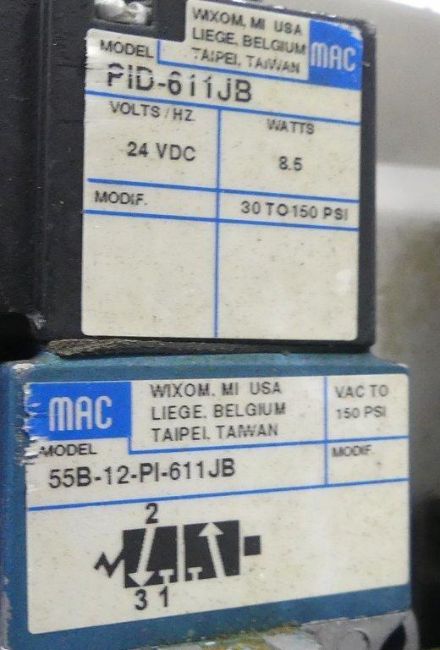 WIXOM, MI USA
LIEGE, BELGIUM
TAIPEI, TAIWAN
MAC
MODEL
PID-611JB
VOLTS/HZ.
WATTS
24 VDC
8.5
MODIF.
30 TO 150 PSI
MAC
WIXOM, MI USA
LIEGE, BELGIUM
TAIPEI, TAIWAN
VAC TO
150 PSI
MODEL
MODIF.
55B-12-PI-611JB
2
3 1